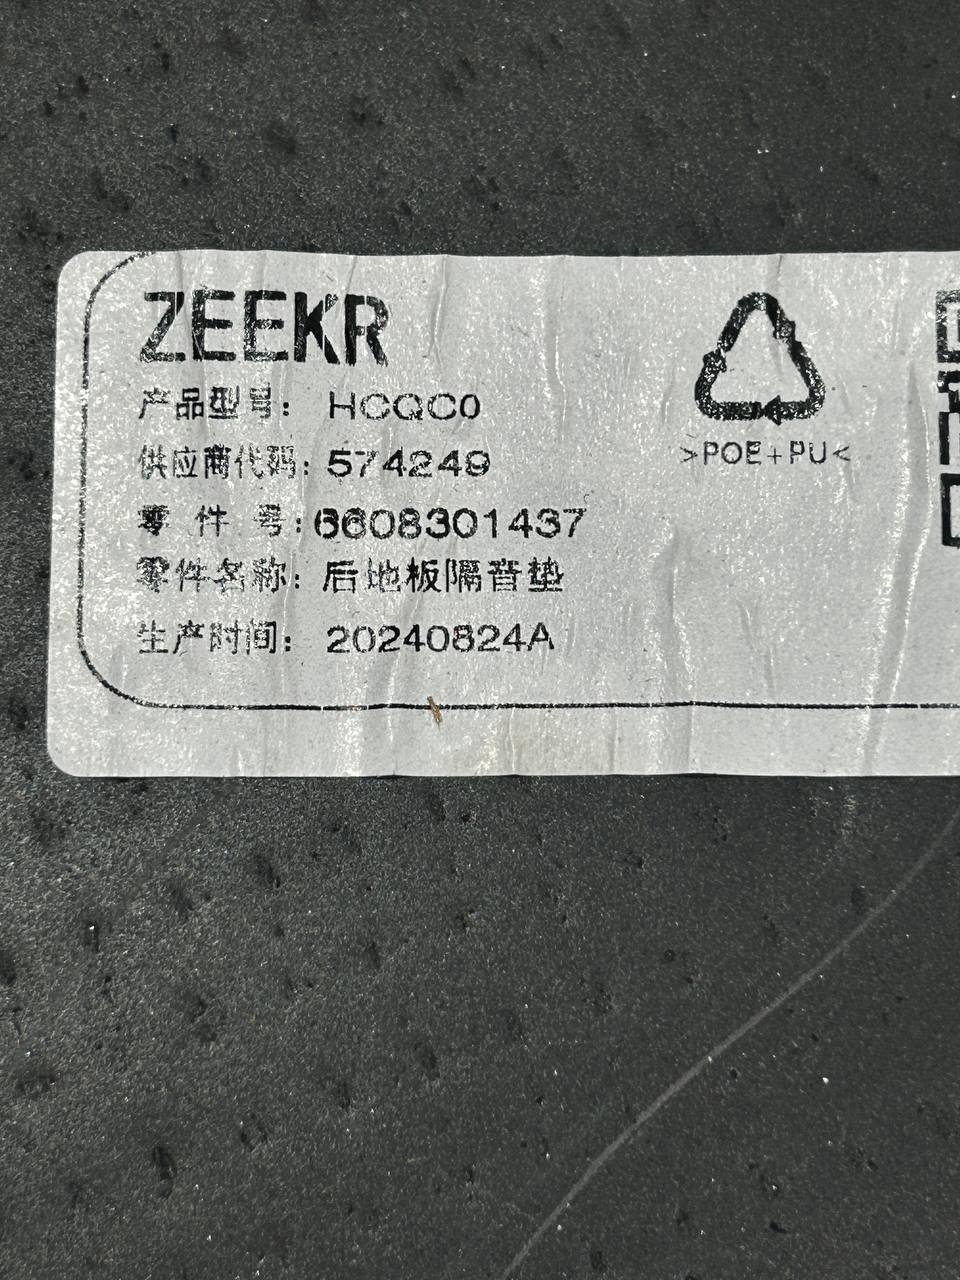 ZEEKR
产品型号: HCQC0
供应商代码: 574249
零件号: 6608301437
零件名称: 后地板隔音垫
生产时间: 20240824A
>POE+PU<